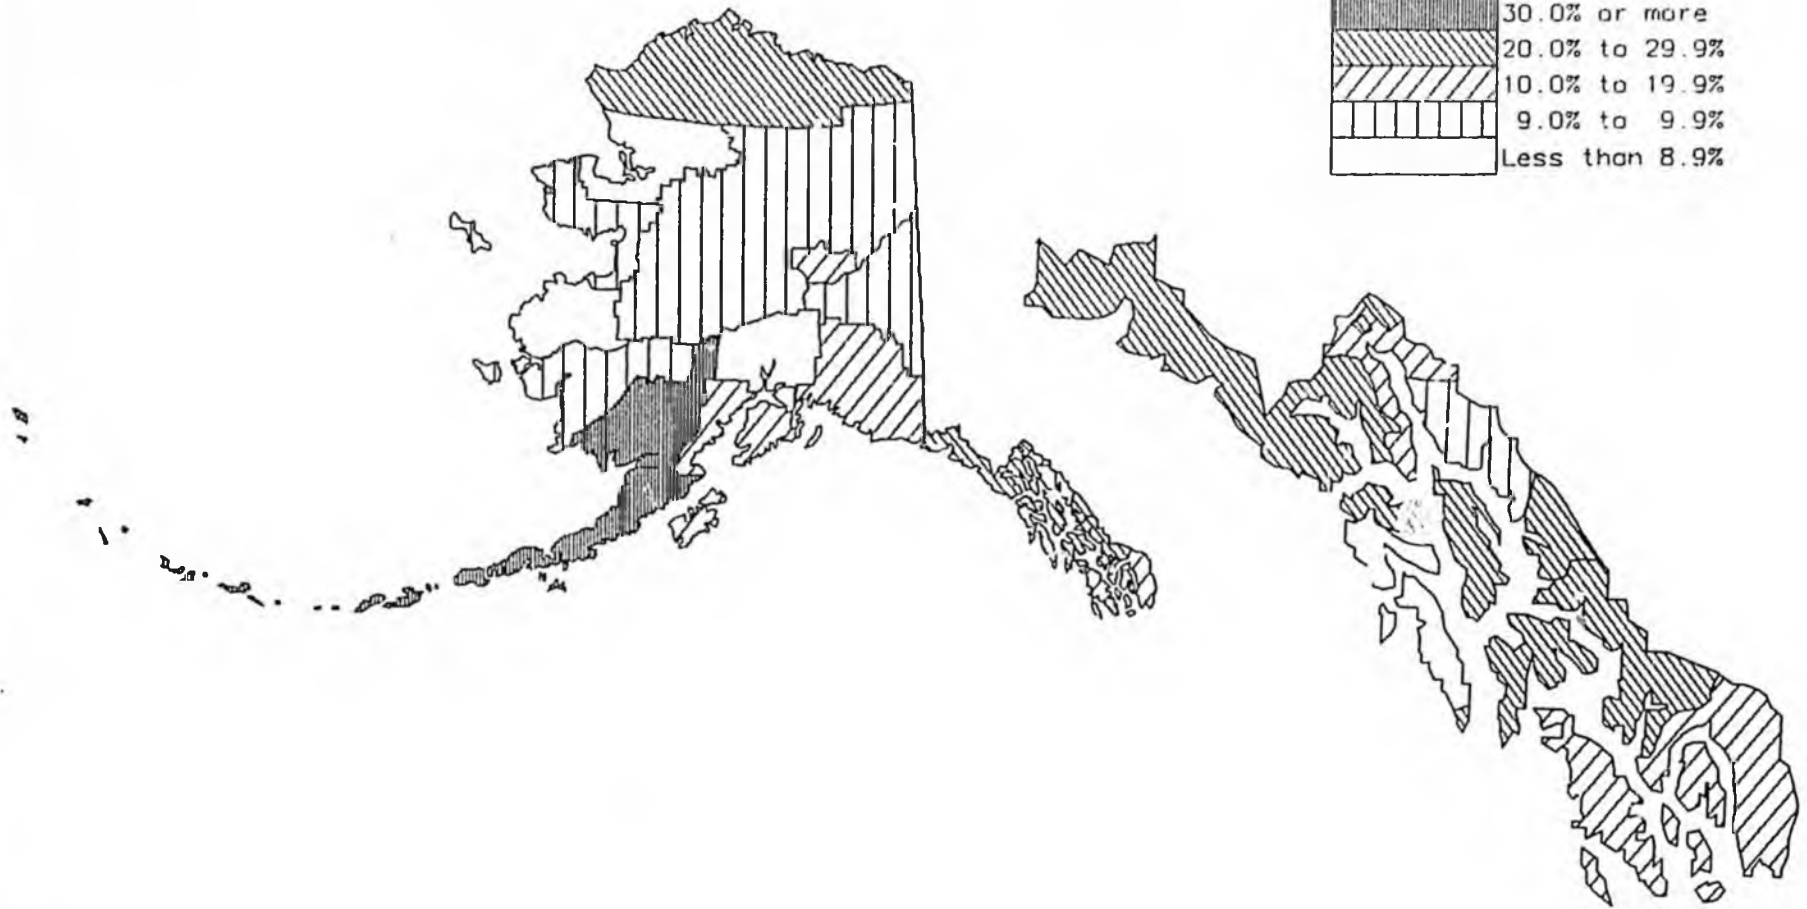 30.0% or more
20.0% to 29.9%
10.0% to 19.9%
9.0% to 9.9%
Less than 8.9%